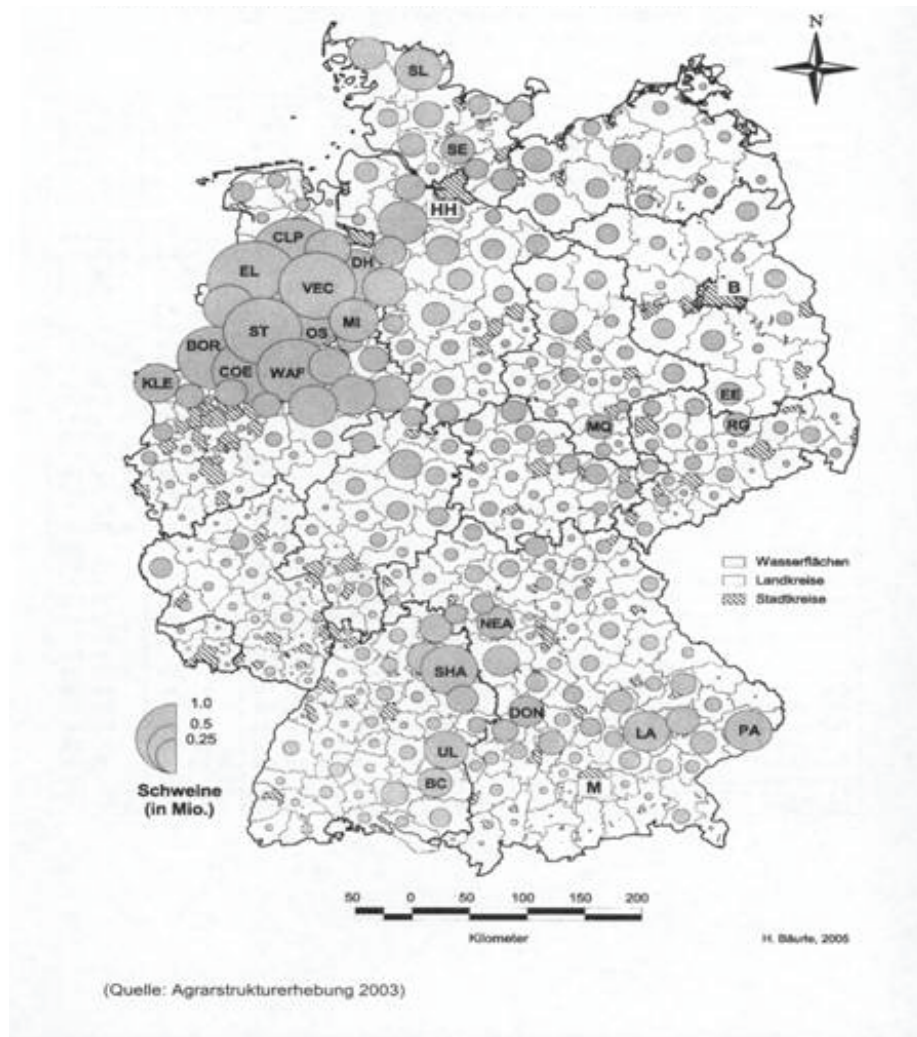 N
SL
SE
HH
CLP
DH
EL
VEC
B
MI
ST
OS
BOR
COE
WAF
KLE
EE
MQ
RG
Wasserflächen
Landkreise
Stadtkreise
NEA
SHA
1.0
0.5
0.25
DON
LA
PA
UL
Schweine
(in Mio.)
BC
M
50 0 50 100 150 200
Kilometer
H. Bäurle, 2005
(Quelle: Agrarstrukturerhebung 2003)